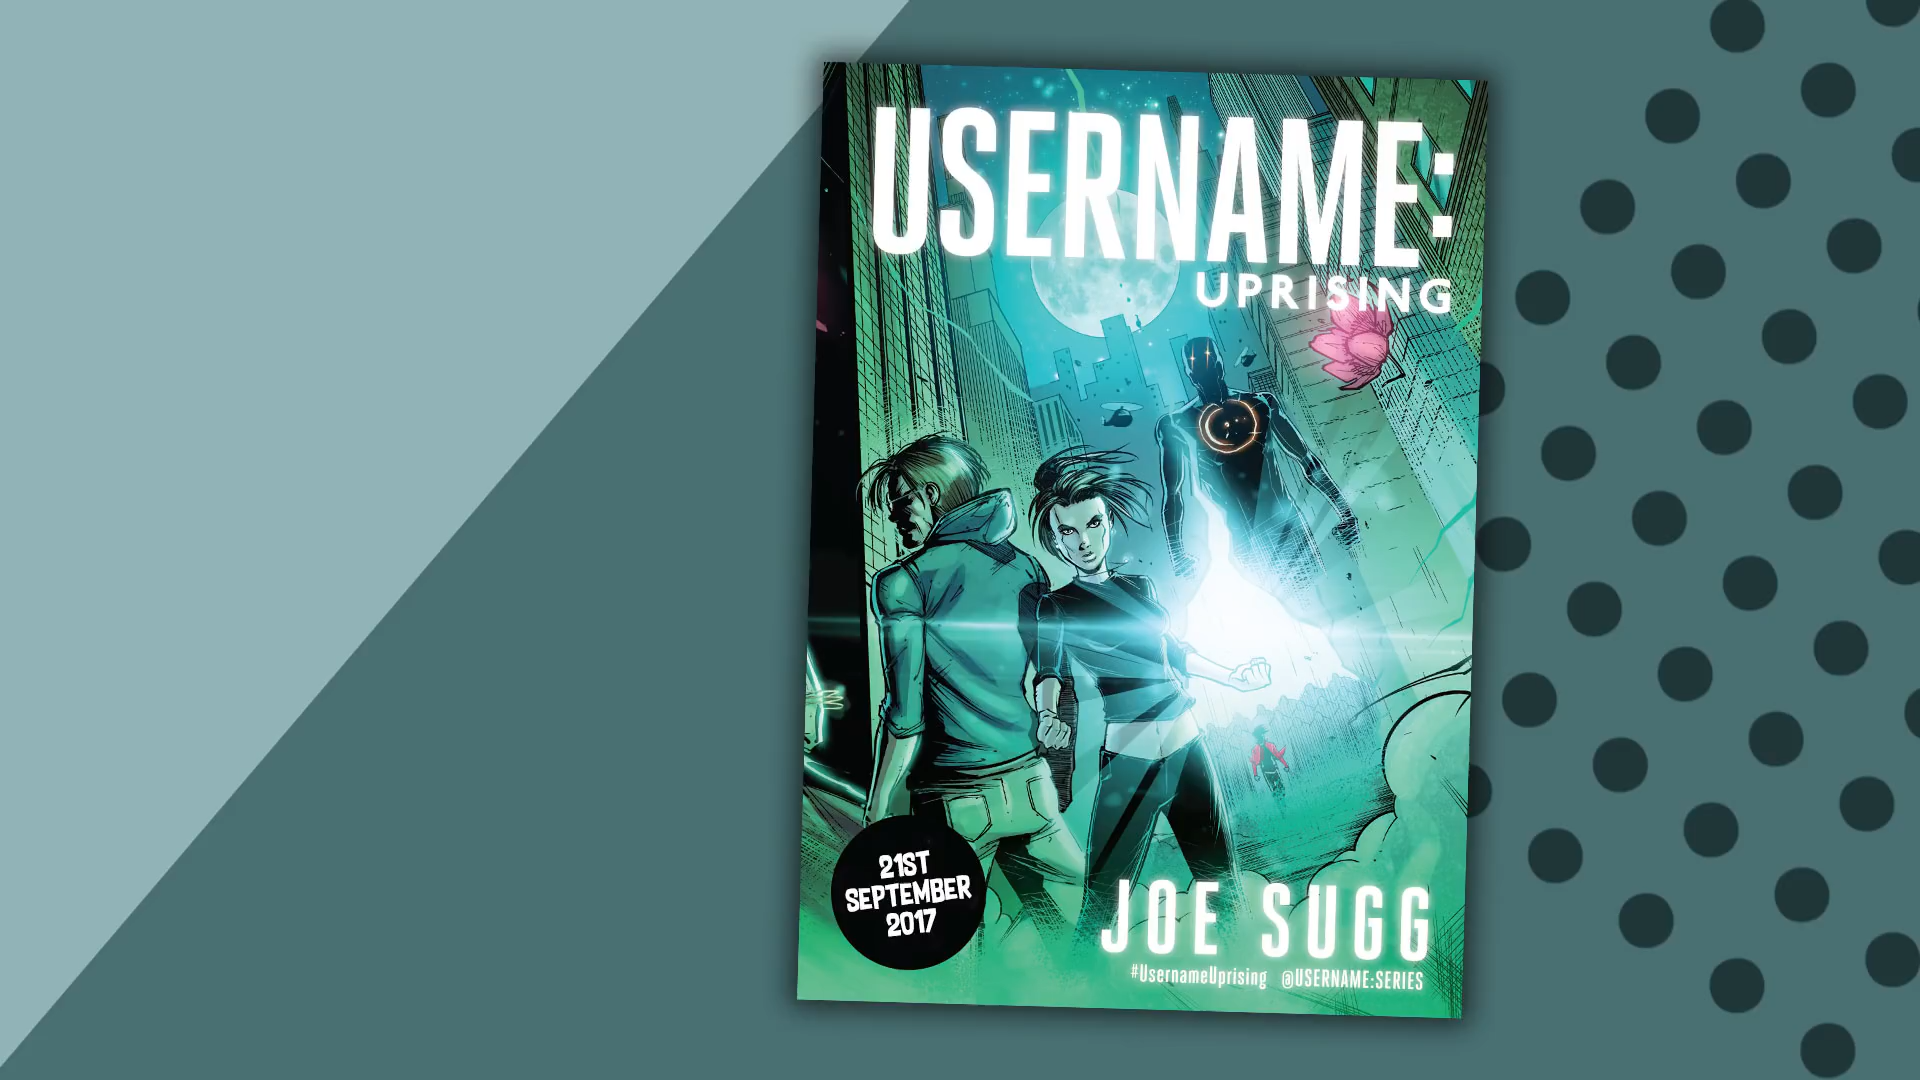 USERNAME:
UPRISING
21ST
SEPTEMBER
2017
JOE SUGG
#UsernameUprising @USERNAME:SERIES